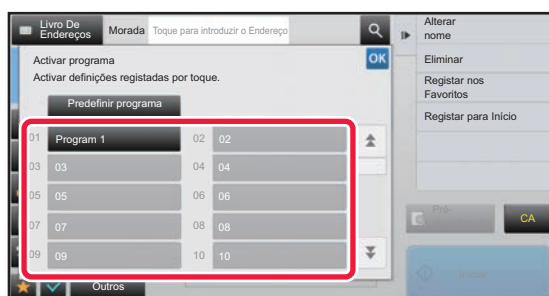 Livro De
Endereços
Morada
Toque para introduzir o Endereço
Alterar
nome
Activar programa
OK
Activar definições registadas por toque.
Eliminar
Predefinir programa
Registar nos
Favoritos
Registar para Início
01 Program 1
02 02
03 03
04 04
05 05
06 06
07 07
08 08
09 09
10 10
Pré-
CA
Iniciar
Outros